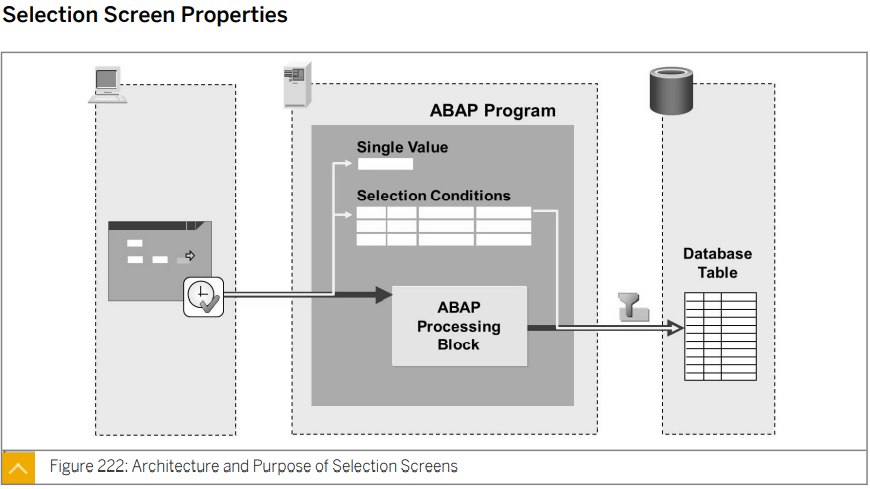 Selection Screen Properties
ABAP Program
Single Value
Selection Conditions
Database
Table
ABAP
Processing
Block
Figure 222: Architecture and Purpose of Selection Screens